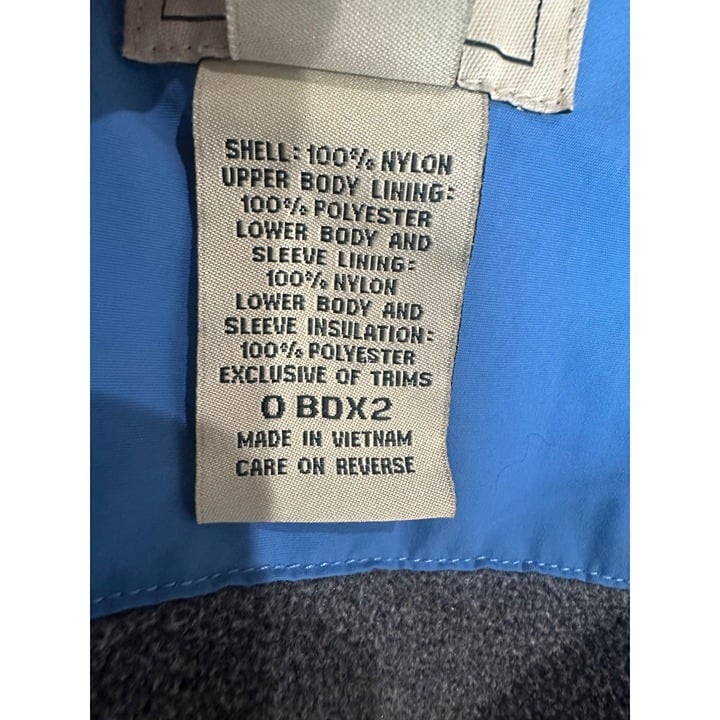 SHELL: 100% NYLON
UPPER BODY LINING:
100% POLYESTER
LOWER BODY AND
SLEEVE LINING:
100% NYLON
LOWER BODY AND
SLEEVE INSULATION:
100% POLYESTER
EXCLUSIVE OF TRIMS
0 BDX2
MADE IN VIETNAM
CARE ON REVERSE